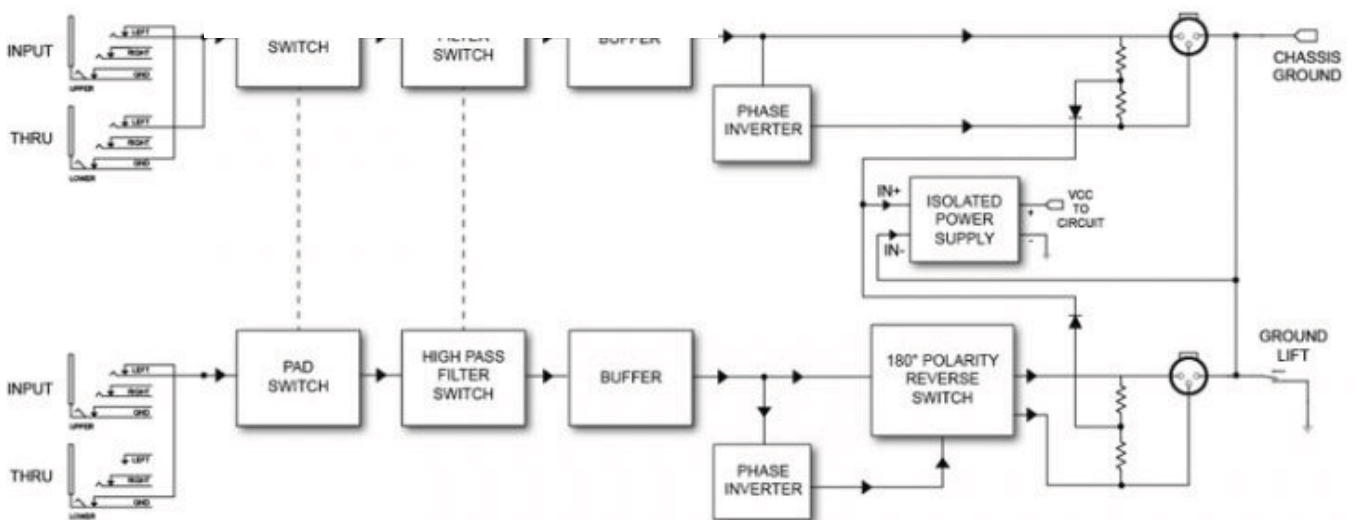 INPUT
LEFT
RIGHT
GND
UPPER
THRU
LEFT
RIGHT
GND
LOWER
SWITCH
SWITCH
BUFFER
PHASE
INVERTER
CHASSIS
GROUND
IN+
IN-
ISOLATED
POWER
SUPPLY
+
-
VCC
TO
CIRCUIT
INPUT
LEFT
RIGHT
GND
UPPER
THRU
LEFT
RIGHT
GND
LOWER
PAD
SWITCH
HIGH PASS
FILTER
SWITCH
BUFFER
PHASE
INVERTER
180° POLARITY
REVERSE
SWITCH
GROUND
LIFT